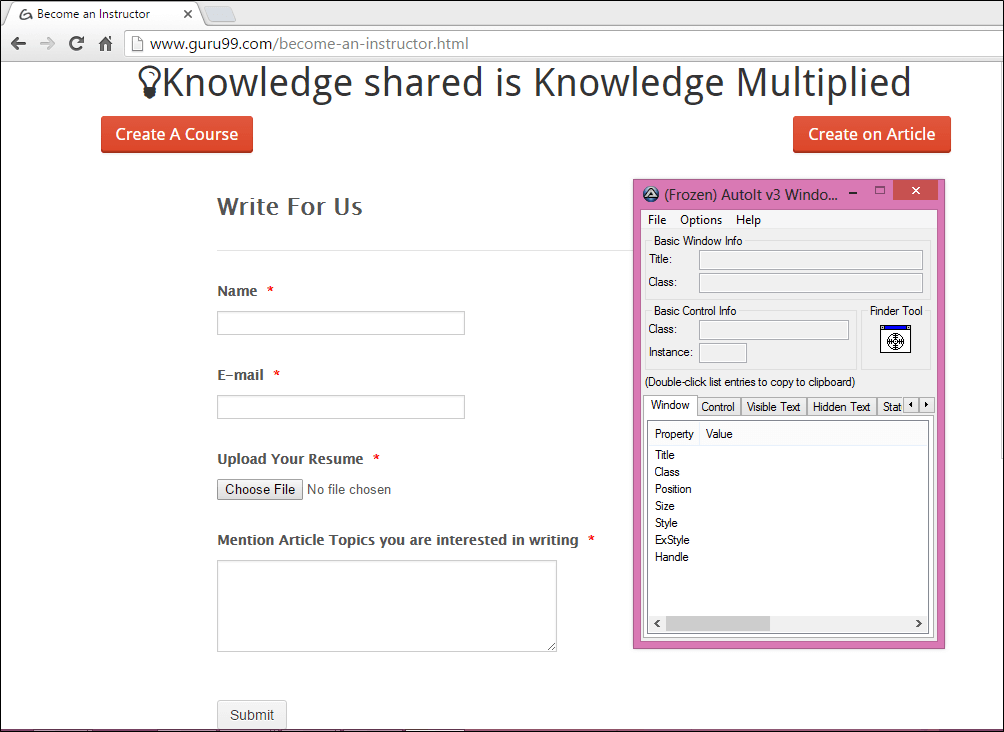 Become an Instructor
www.guru99.com/become-an-instructor.html
Knowledge shared is Knowledge Multiplied
Create A Course
Create on Article
Write For Us
Name *
E-mail *
Upload Your Resume *
Choose File No file chosen
Mention Article Topics you are interested in writing *
Submit
(Frozen) AutoIt v3 Windo...
File Options Help
Basic Window Info
Title:
Class:
Basic Control Info
Finder Tool
Class:
Instance:
(Double-click list entries to copy to clipboard)
Window Control Visible Text Hidden Text Stat
Property Value
Title
Class
Position
Size
Style
ExStyle
Handle